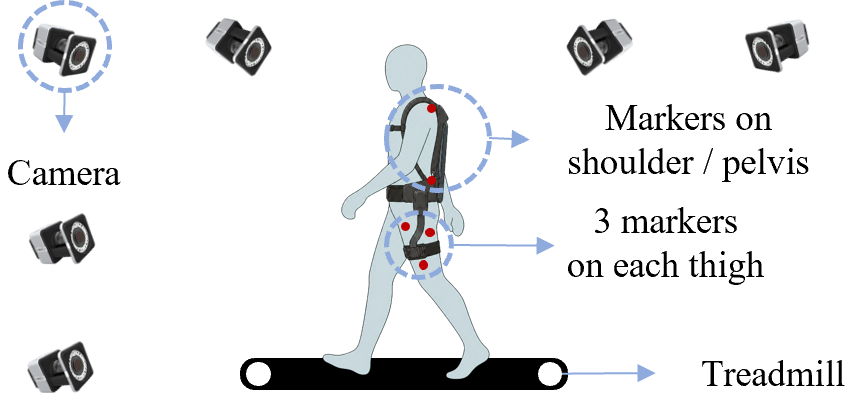 Markers on
shoulder / pelvis
Camera
3 markers
on each thigh
Treadmill